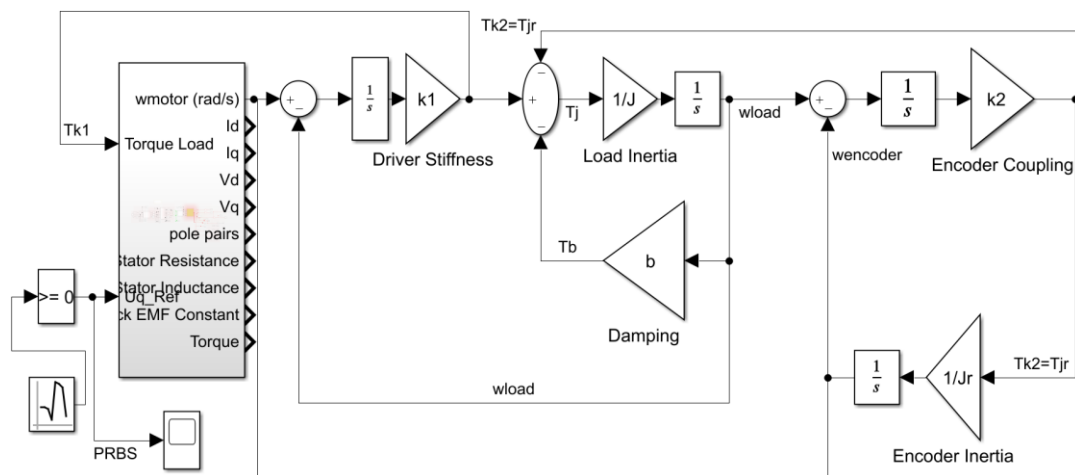 Tk2=Tjr
wmotor (rad/s)
Id
Iq
Vd
Vq
pole pairs
Stator Resistance
Stator Inductance
ck EMF Constant
Torque
Tk1
Torque Load
Uq_Ref
>= 0
PRBS
+
−
1
s
k1
Driver Stiffness
−
+
−
Tj
1/J
Load Inertia
1
s
wload
+
−
wencoder
1
s
k2
Encoder Coupling
Tb
b
Damping
wload
1
s
1/Jr
Tk2=Tjr
Encoder Inertia